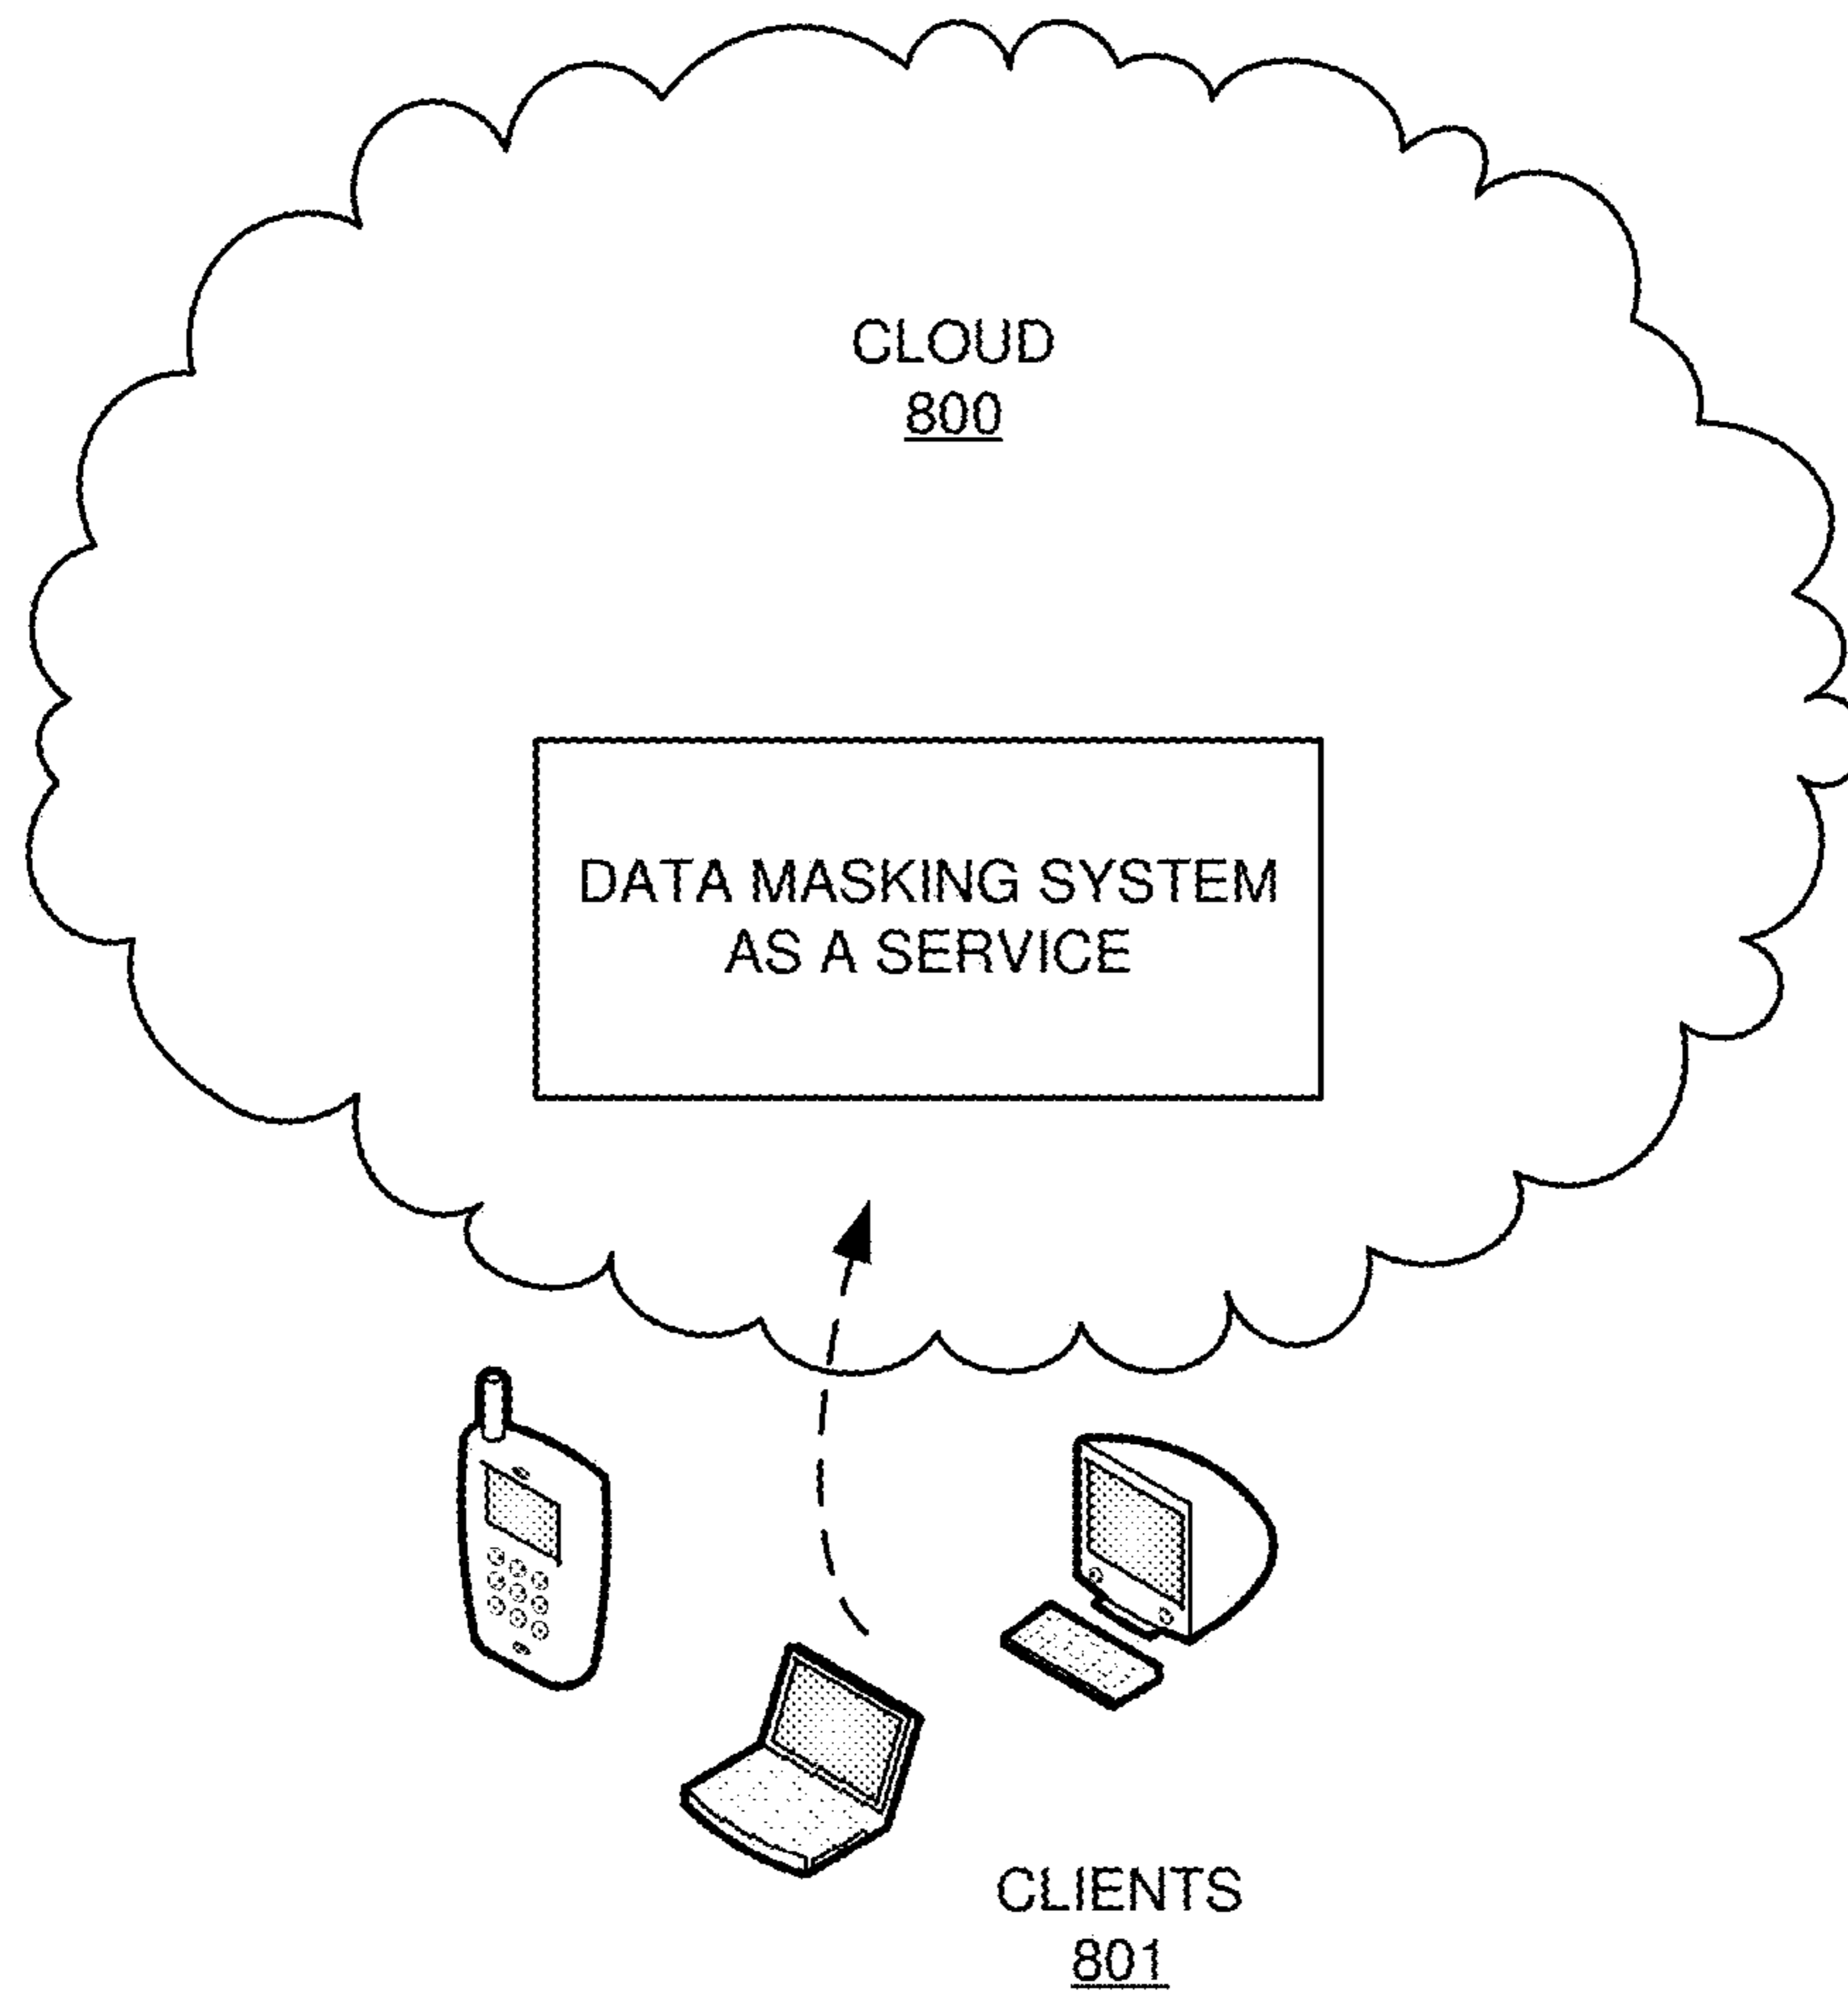 CLOUD
800
DATA MASKING SYSTEM
AS A SERVICE
CLIENTS
801